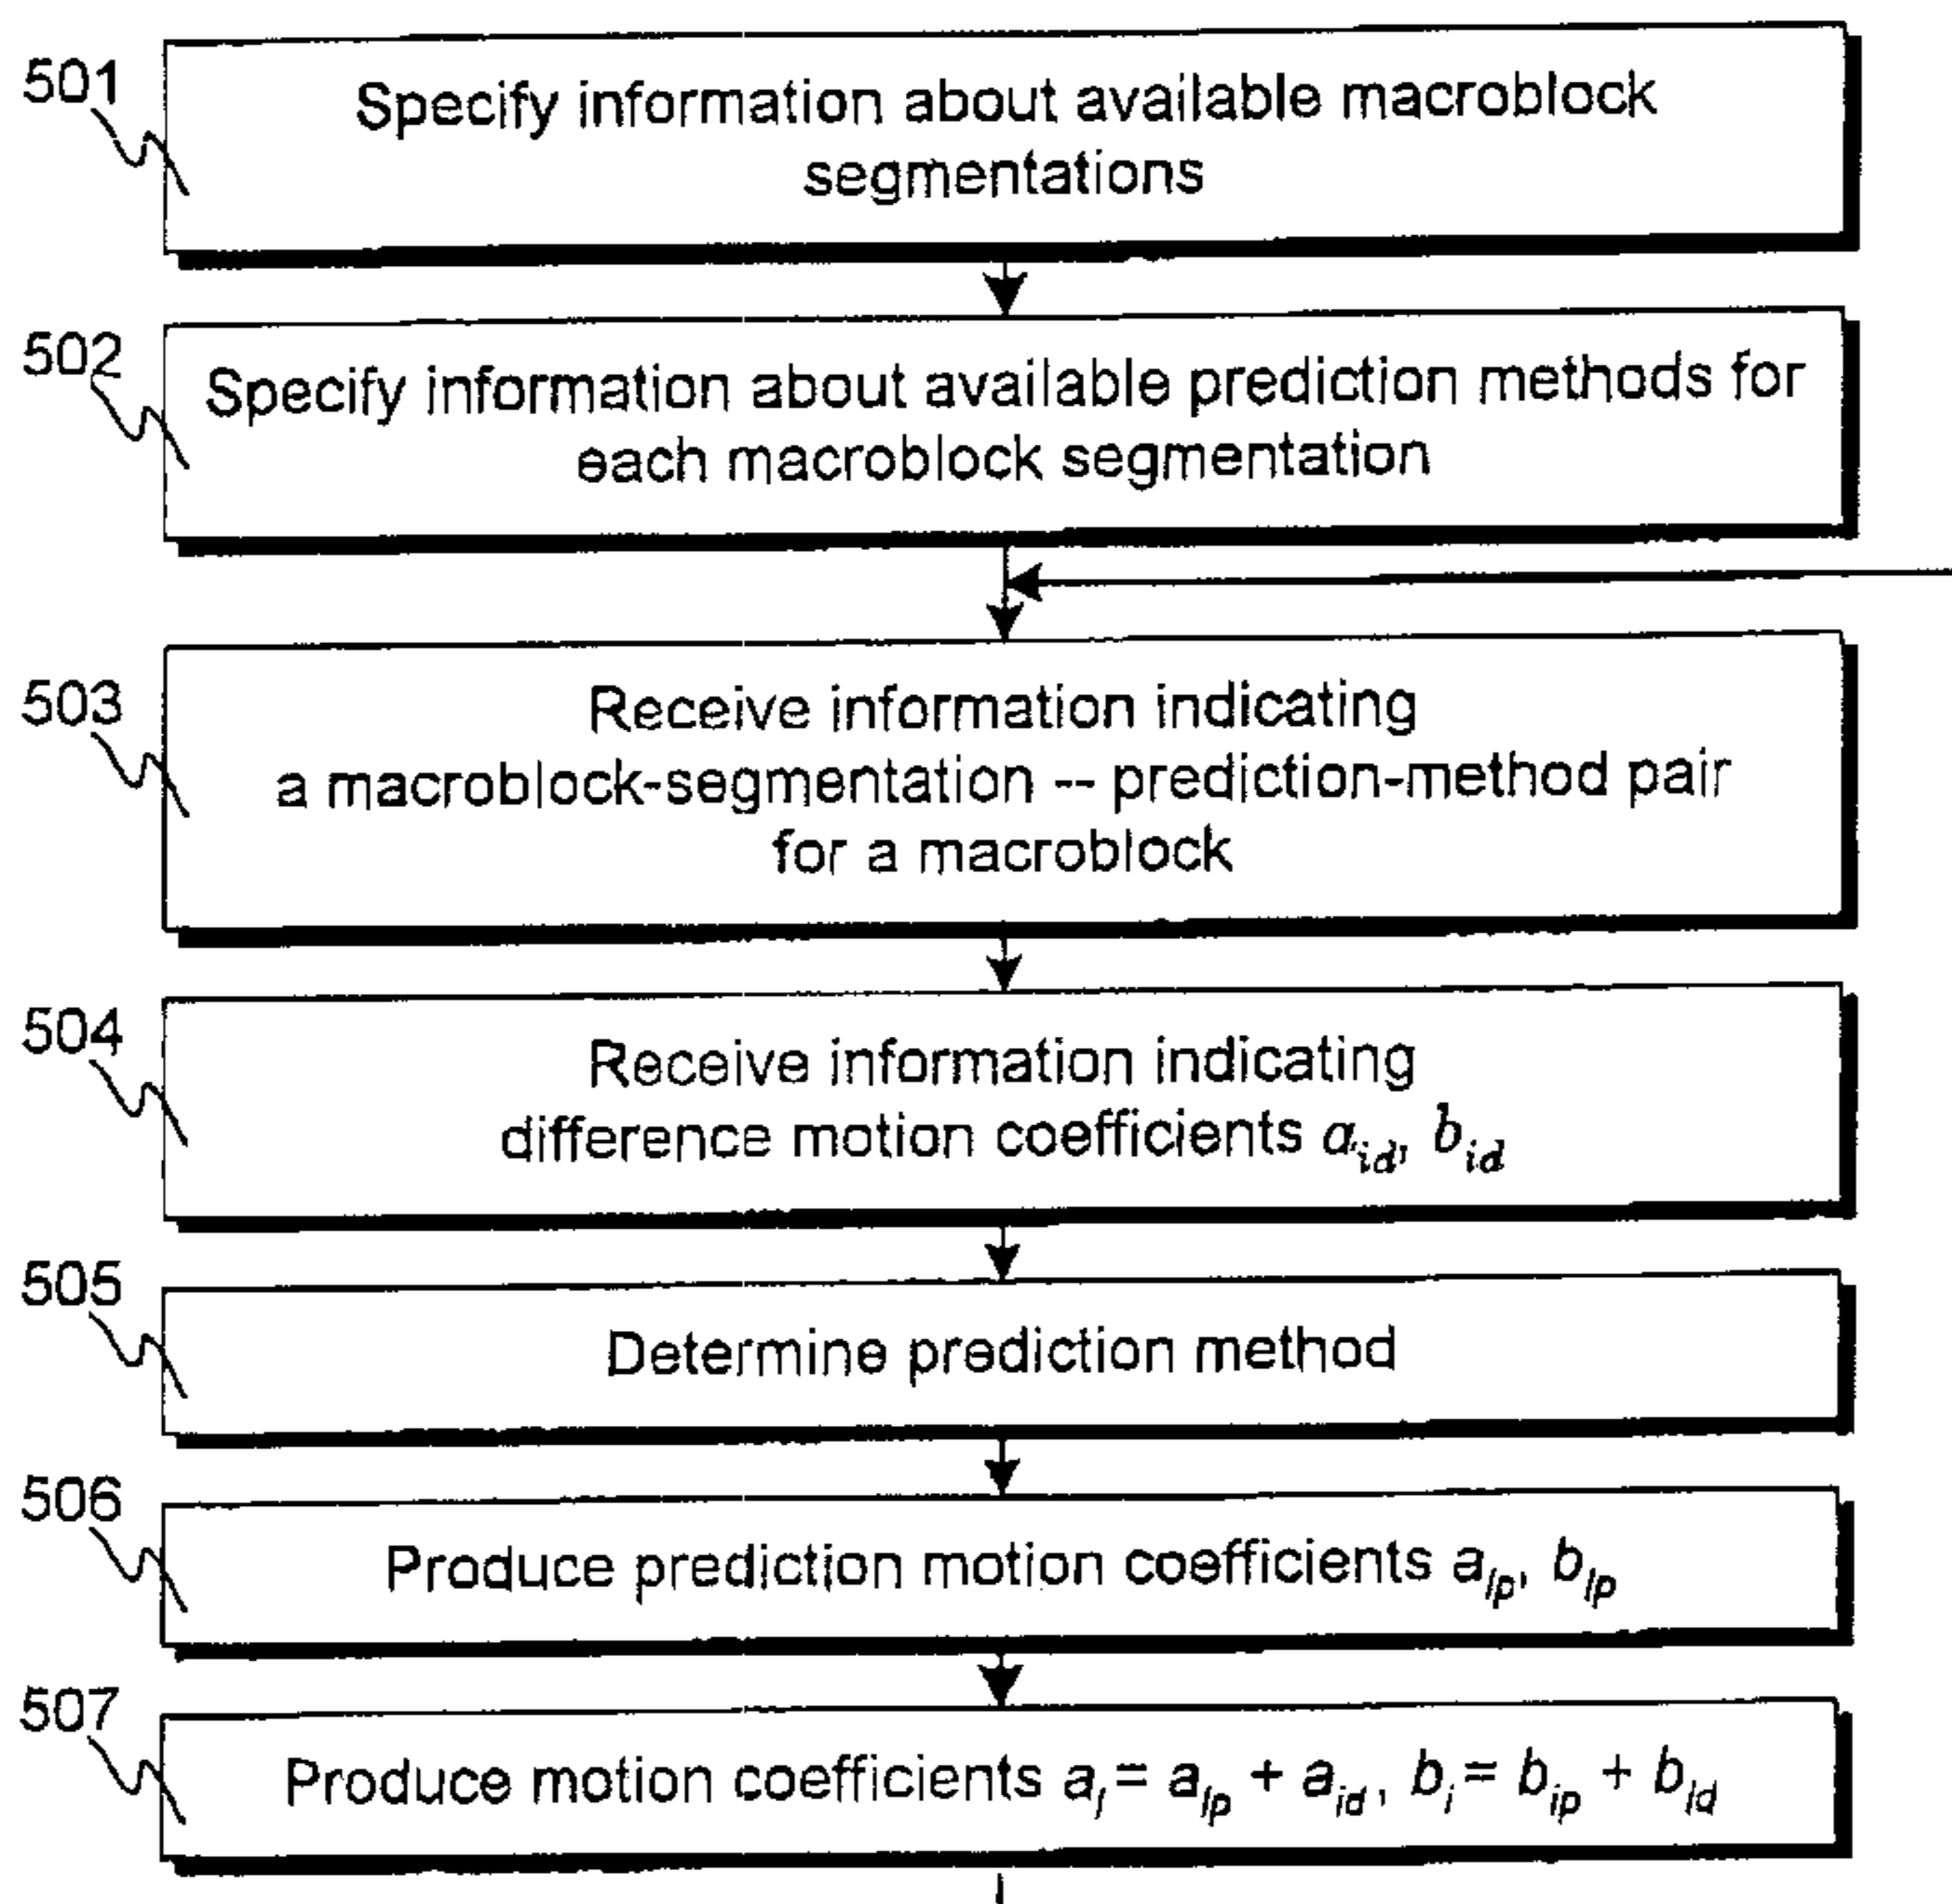 501
Specify information about available macroblock
segmentations
502
Specify information about available prediction methods for
each macroblock segmentation
503
Receive information indicating
a macroblock-segmentation -- prediction-method pair
for a macroblock
504
Receive information indicating
difference motion coefficients a_id, b_id
505
Determine prediction method
506
Produce prediction motion coefficients a_ip, b_ip
507
Produce motion coefficients a_i = a_ip + a_id, b_i = b_ip + b_id